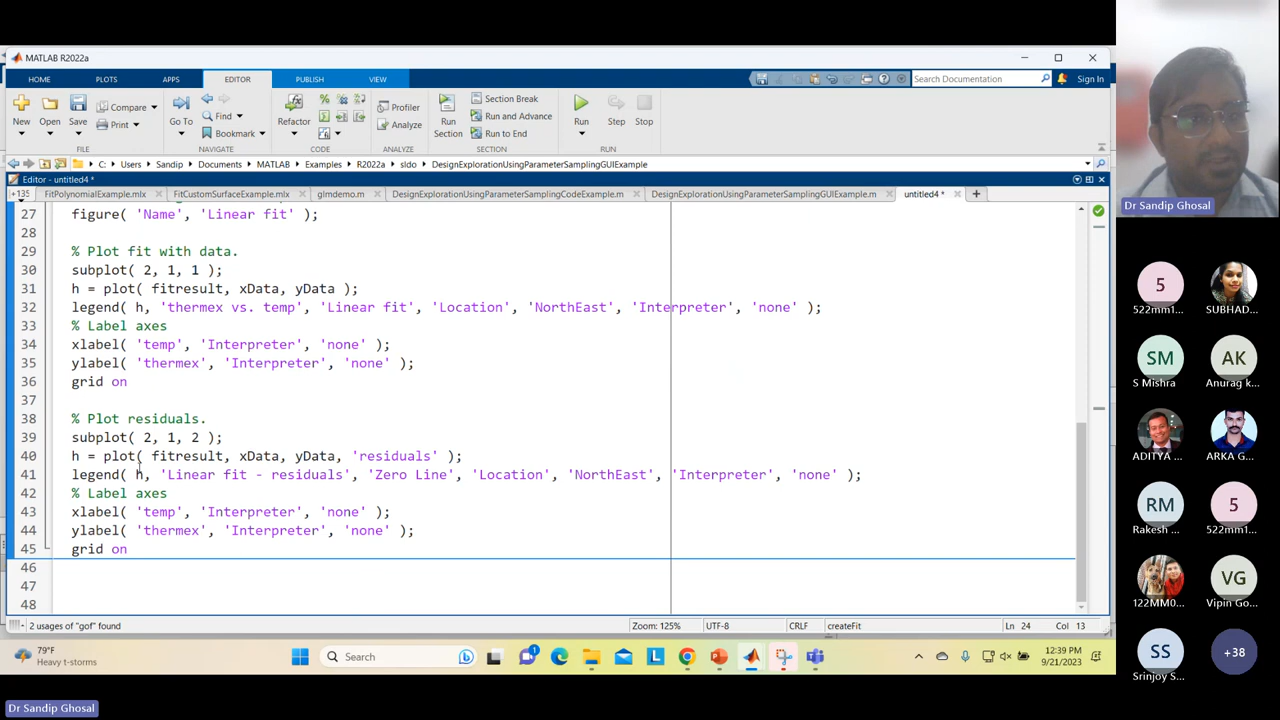 MATLAB R2022a
HOME PLOTS APPS EDITOR PUBLISH VIEW Search Documentation Sign In
New Open Save Compare Print Go To Find Bookmark Refactor Profiler Analyze Run Section Section Break Run and Advance Run to End Run Step Stop
FILE NAVIGATE CODE ANALYZE SECTION RUN
C: Users Sandip Documents MATLAB Examples R2022a sldo DesignExplorationUsingParameterSamplingGUIExample
Editor - untitled4 *
+135 FitPolynomialExample.mlx FitCustomSurfaceExample.mlx glmdemo.m DesignExplorationUsingParameterSamplingCodeExample.m DesignExplorationUsingParameterSamplingGUIExample.m untitled4 *
27 figure( 'Name', 'Linear fit' );
28
29 % Plot fit with data.
30 subplot( 2, 1, 1 );
31 h = plot( fitresult, xData, yData );
32 legend( h, 'thermex vs. temp', 'Linear fit', 'Location', 'NorthEast', 'Interpreter', 'none' );
33 % Label axes
34 xlabel( 'temp', 'Interpreter', 'none' );
35 ylabel( 'thermex', 'Interpreter', 'none' );
36 grid on
37
38 % Plot residuals.
39 subplot( 2, 1, 2 );
40 h = plot( fitresult, xData, yData, 'residuals' );
41 legend( h, 'Linear fit - residuals', 'Zero Line', 'Location', 'NorthEast', 'Interpreter', 'none' );
42 % Label axes
43 xlabel( 'temp', 'Interpreter', 'none' );
44 ylabel( 'thermex', 'Interpreter', 'none' );
45 grid on
46
47
48
2 usages of "gof" found Zoom: 125% UTF-8 CRLF createFit Ln 24 Col 13
79°F
Heavy t-storms
Search
12:39 PM
9/21/2023
Dr Sandip Ghosal
Dr Sandip Ghosal
5
522mm1... SUBHAD...
SM AK
S Mishra Anurag k...
ADITYA ... ARKA G...
RM 5
Rakesh ... 522mm1...
VG
122MM0... Vipin Go...
SS +38
Srinjoy S...